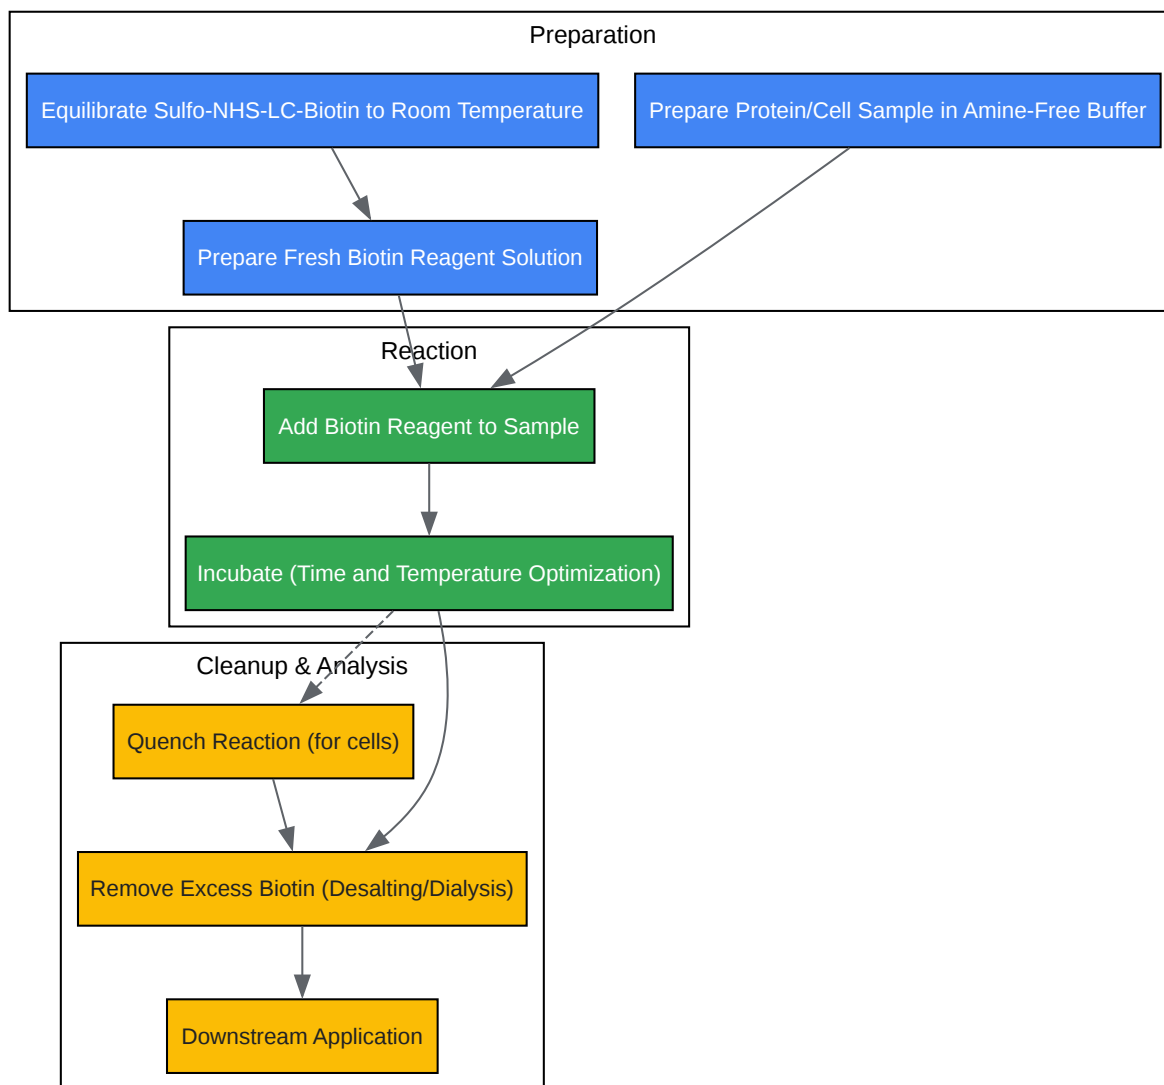 Preparation
Equilibrate Sulfo-NHS-LC-Biotin to Room Temperature
Prepare Protein/Cell Sample in Amine-Free Buffer
Prepare Fresh Biotin Reagent Solution
Reaction
Add Biotin Reagent to Sample
Incubate (Time and Temperature Optimization)
Cleanup & Analysis
Quench Reaction (for cells)
Remove Excess Biotin (Desalting/Dialysis)
Downstream Application